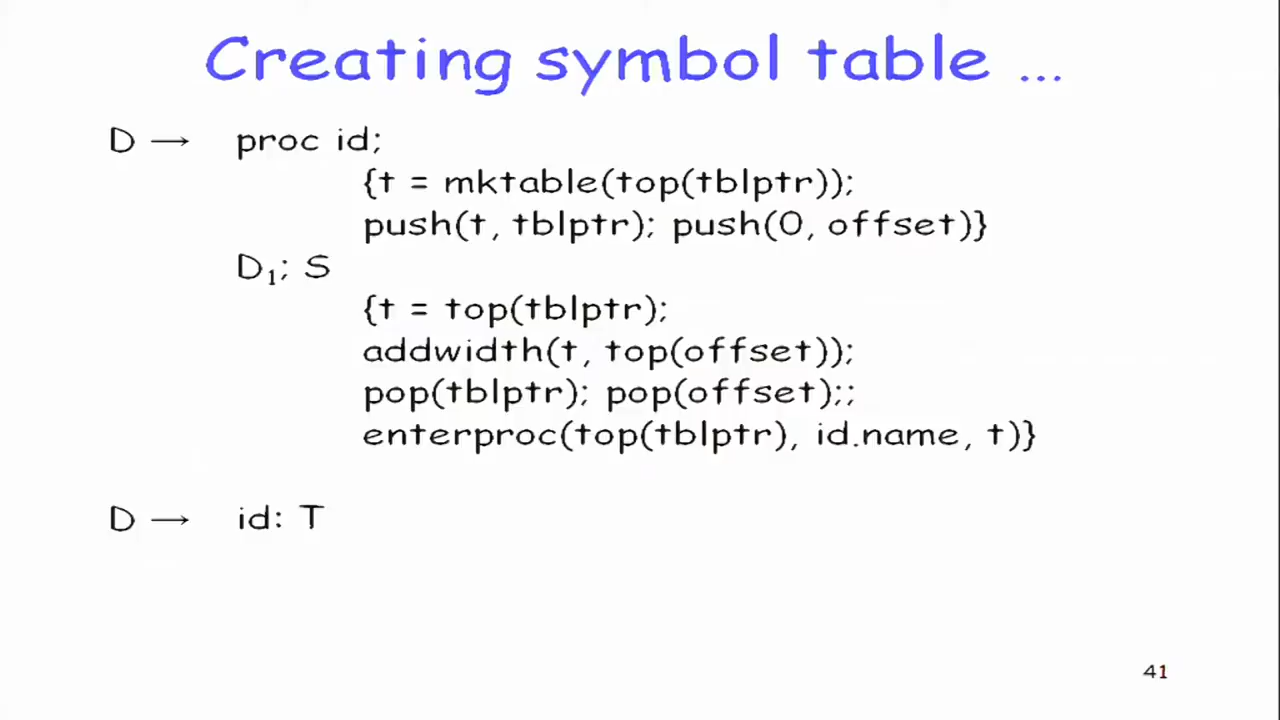 Creating symbol table ...
D → proc id;
{t = mktable(top(tblptr));
push(t, tblptr); push(0, offset)}
D₁; S
{t = top(tblptr);
addwidth(t, top(offset));
pop(tblptr); pop(offset);;
enterproc(top(tblptr), id.name, t)}
D → id: T
41